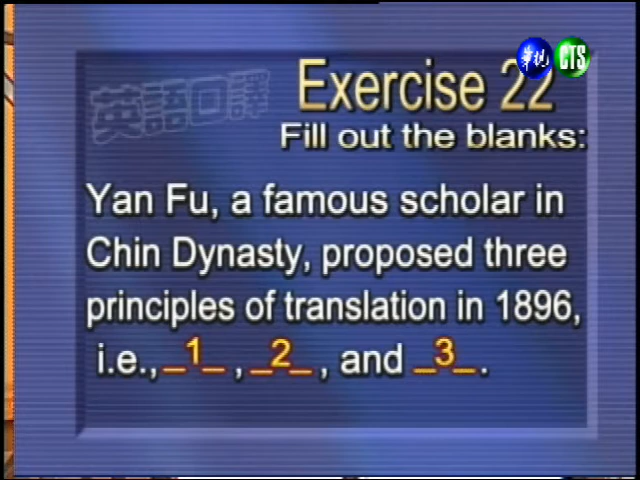 華視 CTS
英語口譯
Exercise 22
Fill out the blanks:
Yan Fu, a famous scholar in
Chin Dynasty, proposed three
principles of translation in 1896,
i.e., _1_ , _2_ , and _3_ .